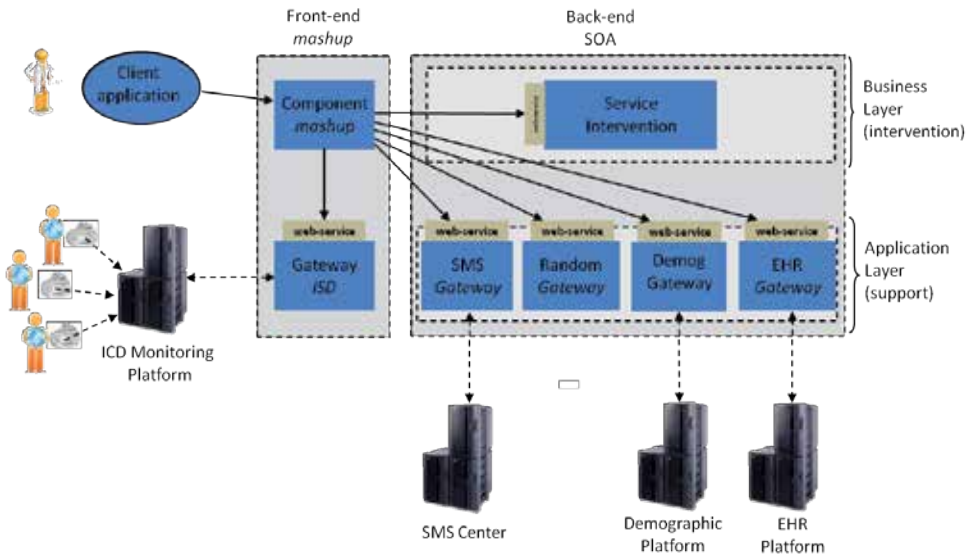 Front-end
mashup
Back-end
SOA
Client
application
Component
mashup
web-service
Service
Intervention
Business
Layer
(intervention)
web-service
web-service
web-service
web-service
web-service
Gateway
ISD
SMS
Gateway
Random
Gateway
Demog
Gateway
EHR
Gateway
Application
Layer
(support)
ICD Monitoring
Platform
SMS Center
Demographic
Platform
EHR
Platform